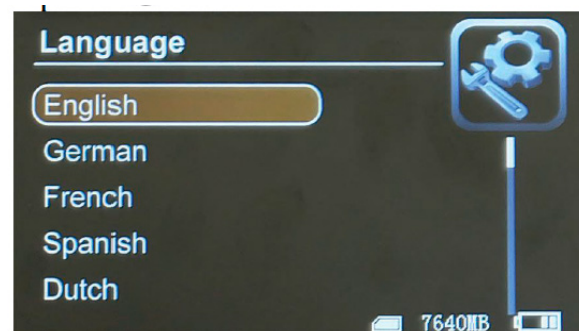 Language
English
German
French
Spanish
Dutch
7640MB